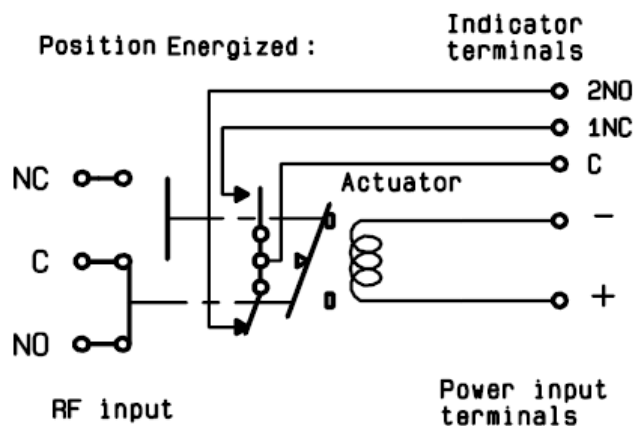 Position Energized :
Indicator
terminals
2NO
1NC
C
NC
Actuator
-
C
+
NO
RF input
Power input
terminals